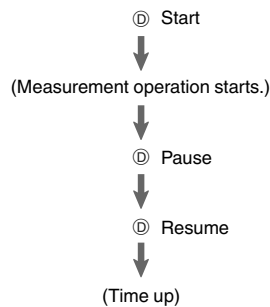 Ⓓ Start
(Measurement operation starts.)
Ⓓ Pause
Ⓓ Resume
(Time up)